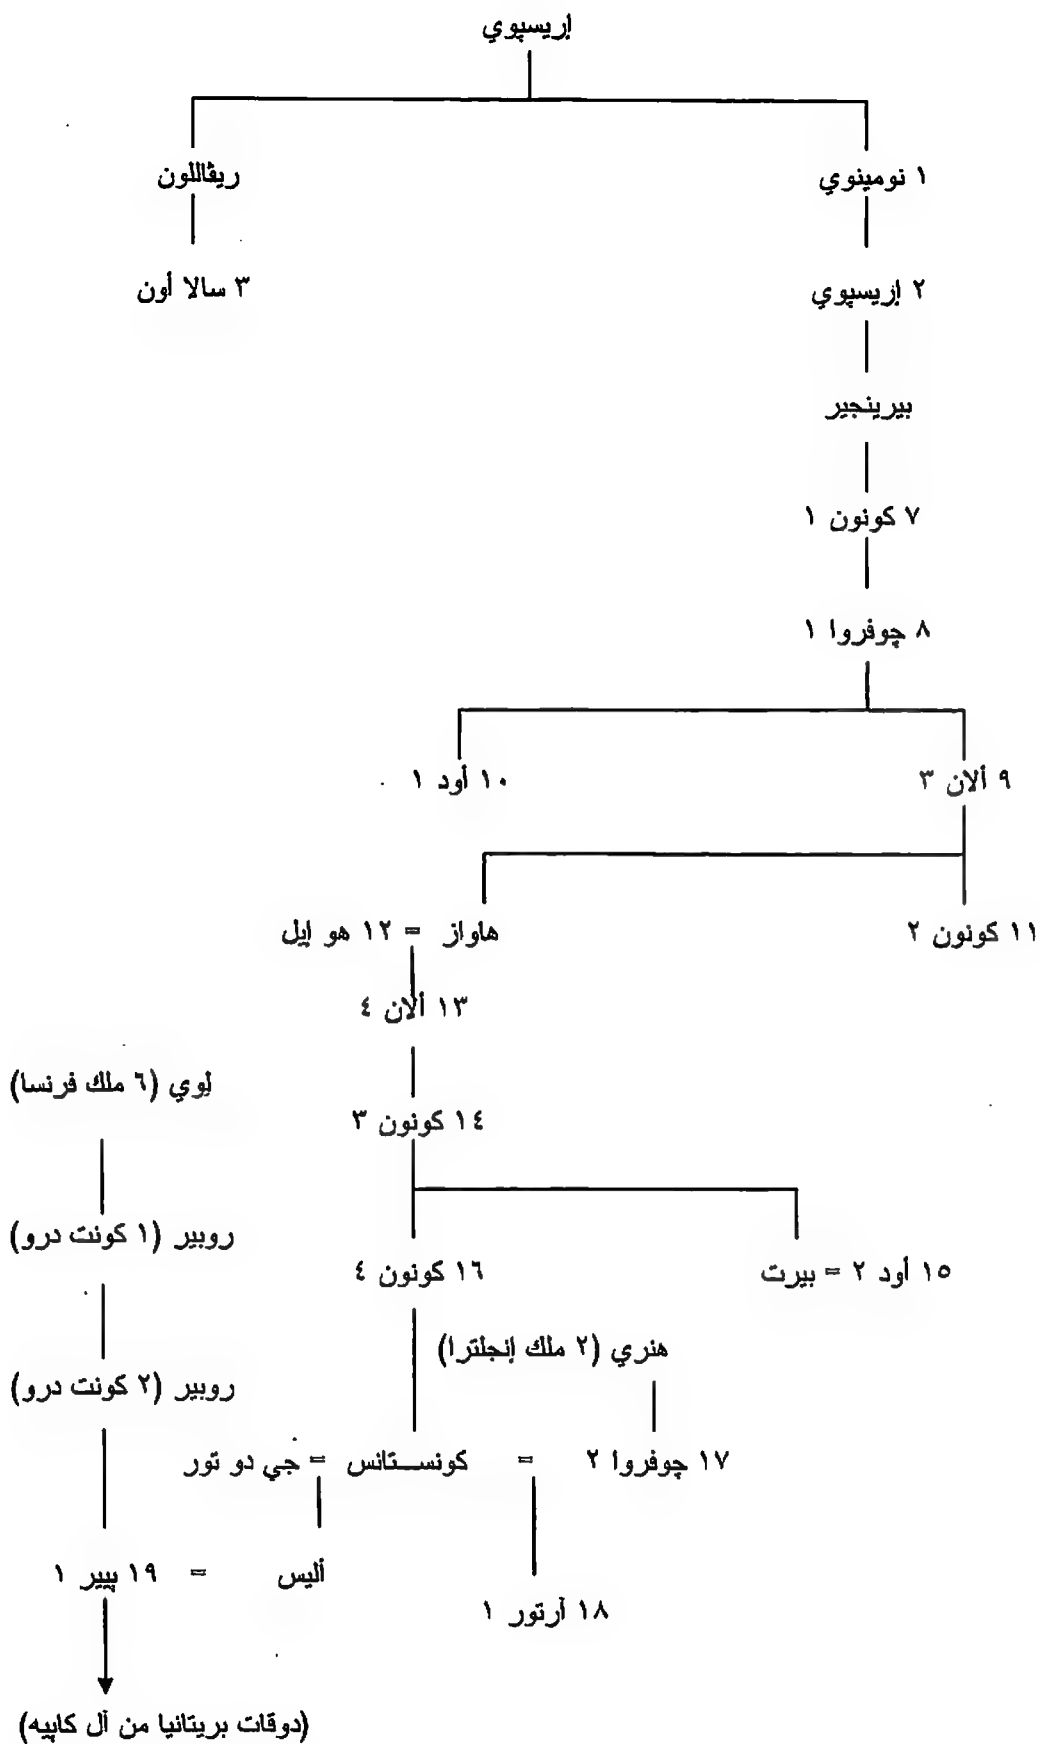 إريسپوي
١ نومينوي
ريڤاللون
٢ إريسپوي
٣ سالا أون
بيرينجير
٧ كونون ١
٨ چوفروا ١
٩ ألان ٣
١٠ أود ١
١١ كونون ٢
هاواز = ١٢ هو إيل
١٣ ألان ٤
لوي (٦ ملك فرنسا)
١٤ كونون ٣
روبير (١ كونت درو)
١٥ أود ٢ = بيرت
١٦ كونون ٤
هنري (٢ ملك إنجلترا)
روبير (٢ كونت درو)
١٧ چوفروا ٢ = كونستانس = جي دو تور
أليس = ١٩ پيير ١
١٨ آرتور ١
(دوقات بريتانيا من آل كاپيه)